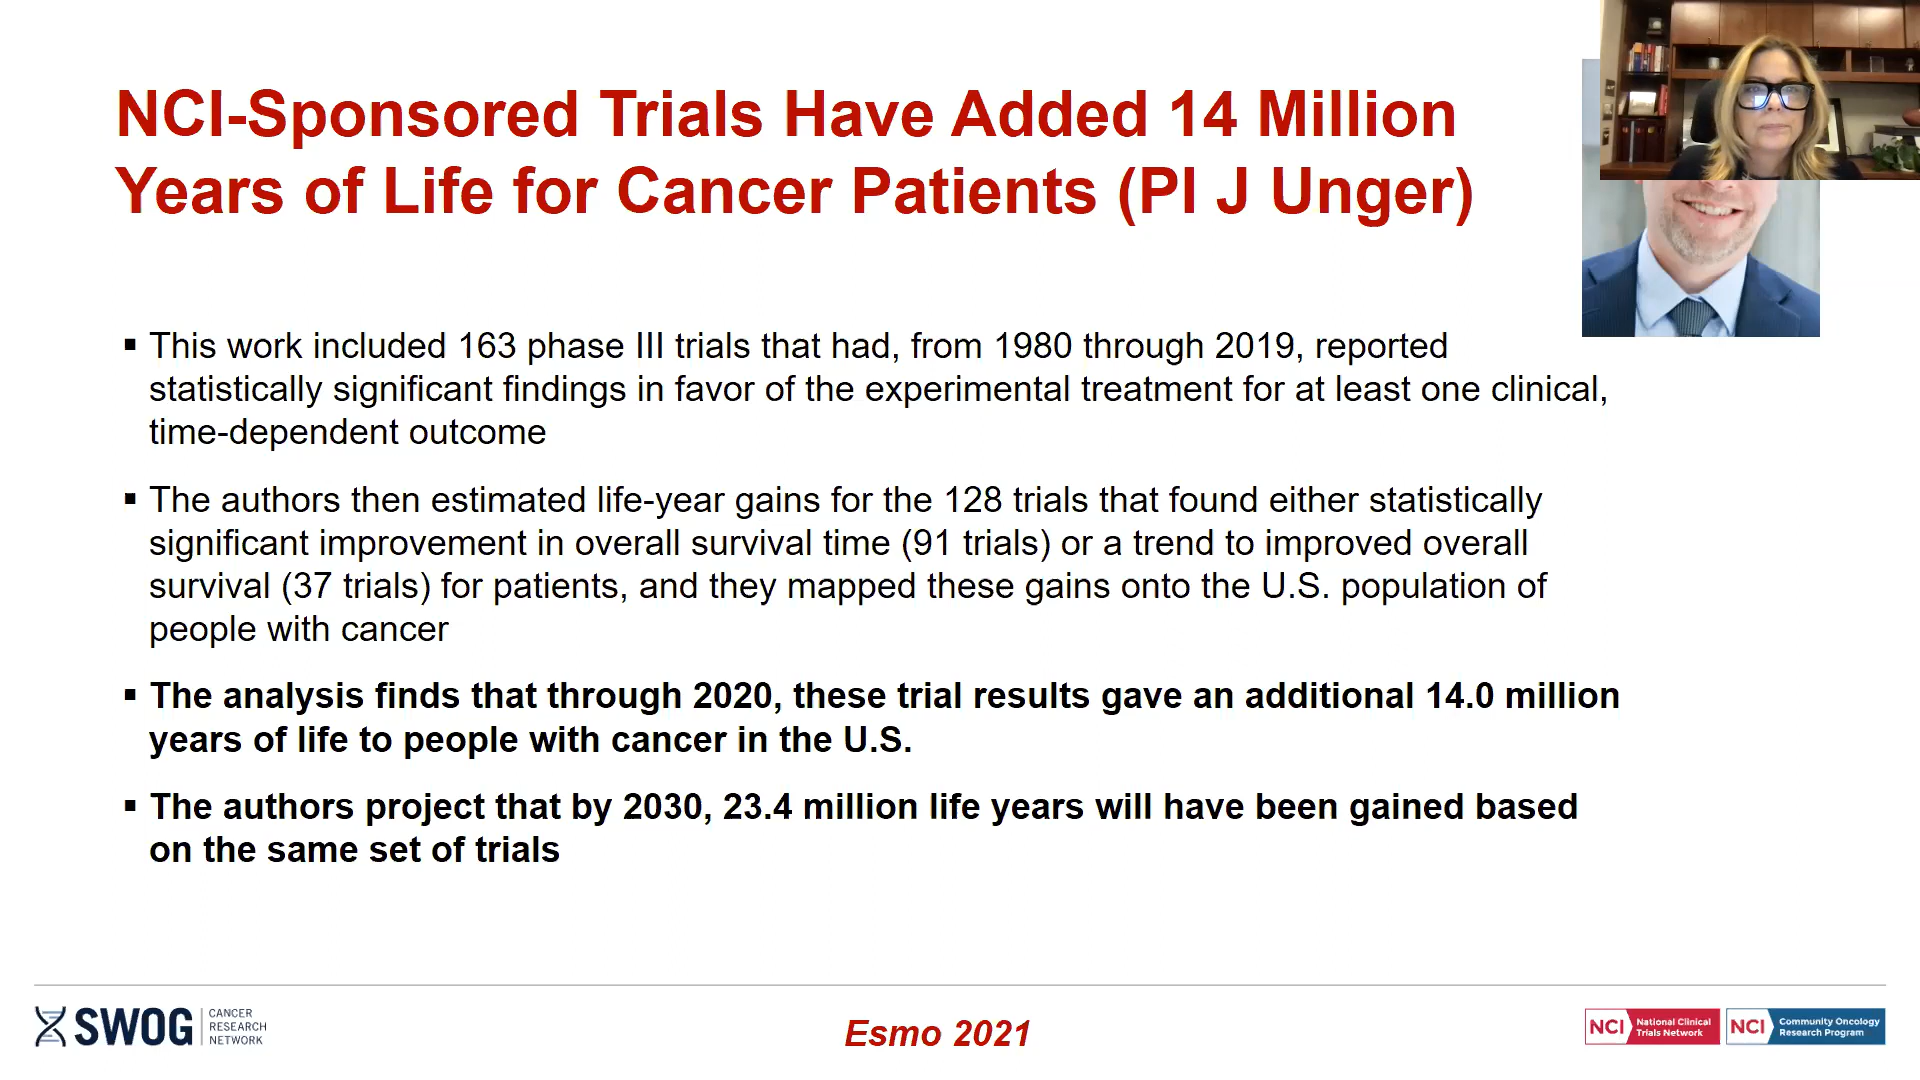 NCI-Sponsored Trials Have Added 14 Million
Years of Life for Cancer Patients (PI J Unger)
▪ This work included 163 phase III trials that had, from 1980 through 2019, reported
statistically significant findings in favor of the experimental treatment for at least one clinical,
time-dependent outcome
▪ The authors then estimated life-year gains for the 128 trials that found either statistically
significant improvement in overall survival time (91 trials) or a trend to improved overall
survival (37 trials) for patients, and they mapped these gains onto the U.S. population of
people with cancer
▪ The analysis finds that through 2020, these trial results gave an additional 14.0 million
years of life to people with cancer in the U.S.
▪ The authors project that by 2030, 23.4 million life years will have been gained based
on the same set of trials
SWOG
CANCER
RESEARCH
NETWORK
Esmo 2021
NCI National Clinical
Trials Network
NCI Community Oncology
Research Program